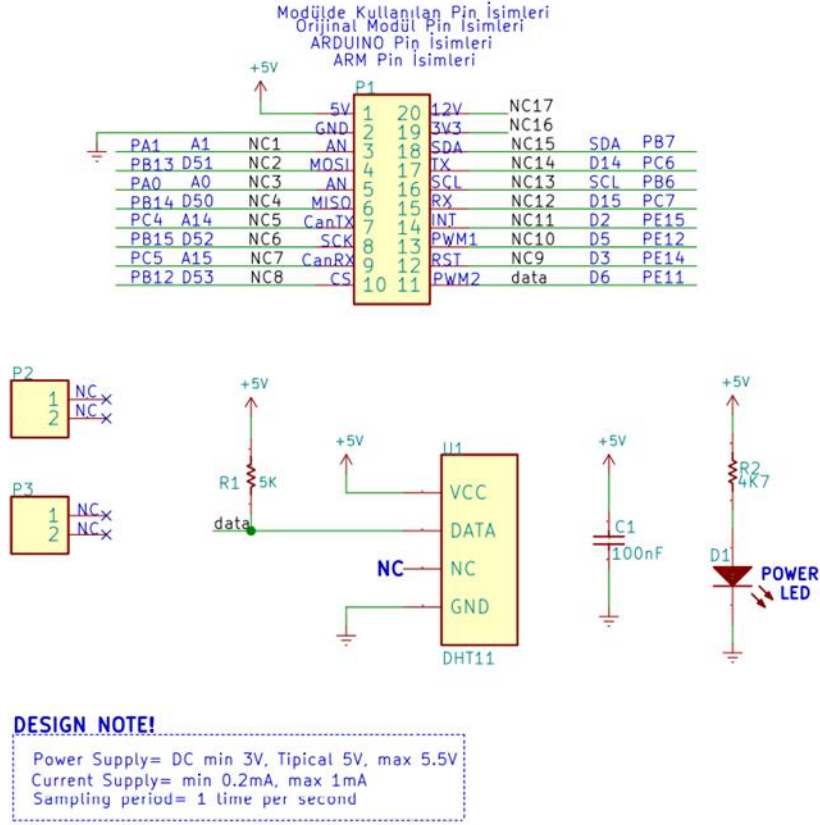 Modülde Kullanılan Pin İsimleri
Orijinal Modül Pin İsimleri
ARDUINO Pin İsimleri
ARM Pin İsimleri
+5V
P1
5V 1 20 12V NC17
GND 2 19 3V3 NC16
PA1 A1 NC1 AN 3 18 SDA NC15 SDA PB7
PB13 D51 NC2 MOSI 4 17 TX NC14 D14 PC6
PA0 A0 NC3 AN 5 16 SCL NC13 SCL PB6
PB14 D50 NC4 MISO 6 15 RX NC12 D15 PC7
PC4 A14 NC5 CanTX 7 14 INT NC11 D2 PE15
PB15 D52 NC6 SCK 8 13 PWM1 NC10 D5 PE12
PC5 A15 NC7 CanRX 9 12 RST NC9 D3 PE14
PB12 D53 NC8 CS 10 11 PWM2 data D6 PE11
P2
1 NC
2 NC
P3
1 NC
2 NC
+5V
R1 5K
data
+5V
U1
VCC
DATA
NC NC
GND
DHT11
+5V
C1
100nF
+5V
R2
4K7
D1
POWER
LED
DESIGN NOTE!
Power Supply= DC min 3V, Tipical 5V, max 5.5V
Current Supply= min 0.2mA, max 1mA
Sampling period= 1 time per second